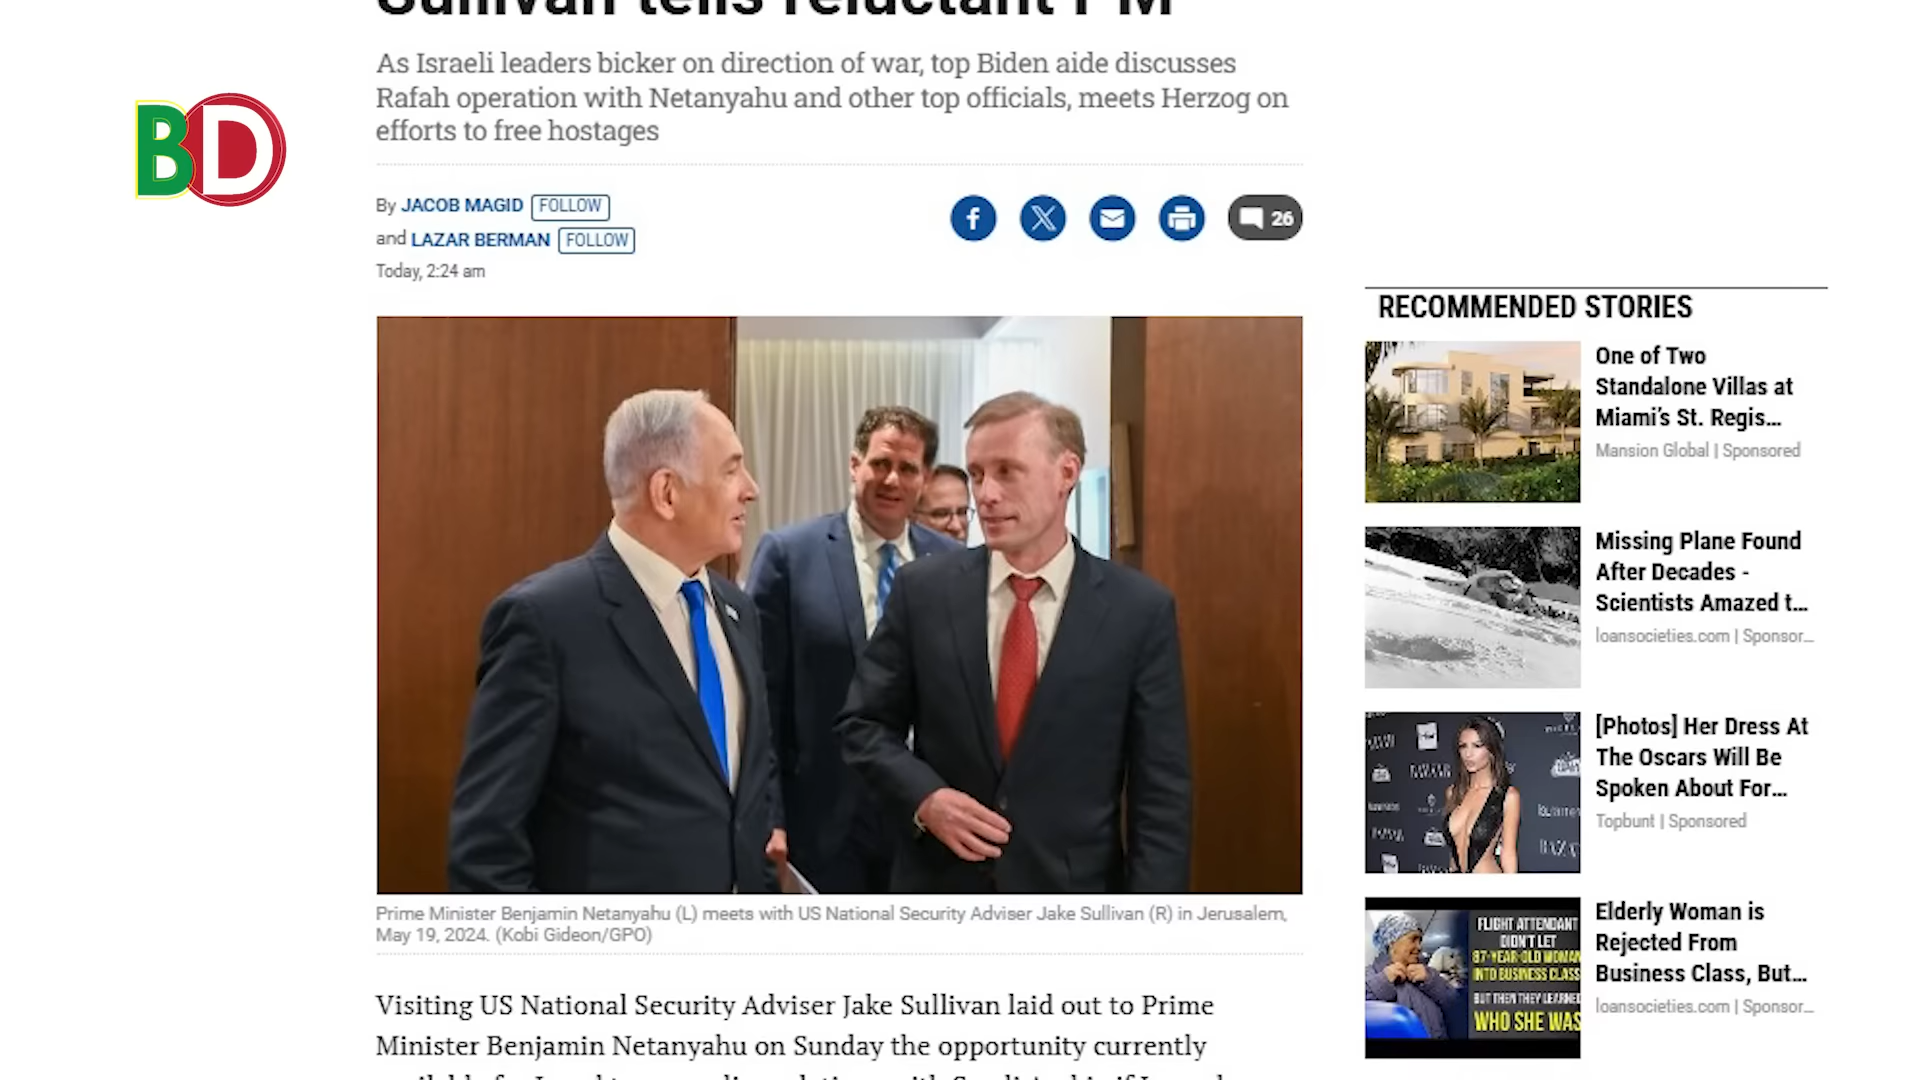 Sullivan tells reluctant PM
As Israeli leaders bicker on direction of war, top Biden aide discusses
Rafah operation with Netanyahu and other top officials, meets Herzog on
efforts to free hostages
BD
By JACOB MAGID FOLLOW
and LAZAR BERMAN FOLLOW
Today, 2:24 am
26
Prime Minister Benjamin Netanyahu (L) meets with US National Security Adviser Jake Sullivan (R) in Jerusalem,
May 19, 2024. (Kobi Gideon/GPO)
Visiting US National Security Adviser Jake Sullivan laid out to Prime
Minister Benjamin Netanyahu on Sunday the opportunity currently
RECOMMENDED STORIES
One of Two
Standalone Villas at
Miami's St. Regis...
Mansion Global | Sponsored
Missing Plane Found
After Decades -
Scientists Amazed t...
loansocieties.com | Sponsor...
[Photos] Her Dress At
The Oscars Will Be
Spoken About For...
Topbunt | Sponsored
FLIGHT ATTENDANT
DIDN'T LET
87-YEAR-OLD WOMAN
INTO BUSINESS CLASS
BUT THEN THEY LEARNED
WHO SHE WAS
Elderly Woman is
Rejected From
Business Class, But...
loansocieties.com | Sponsor...